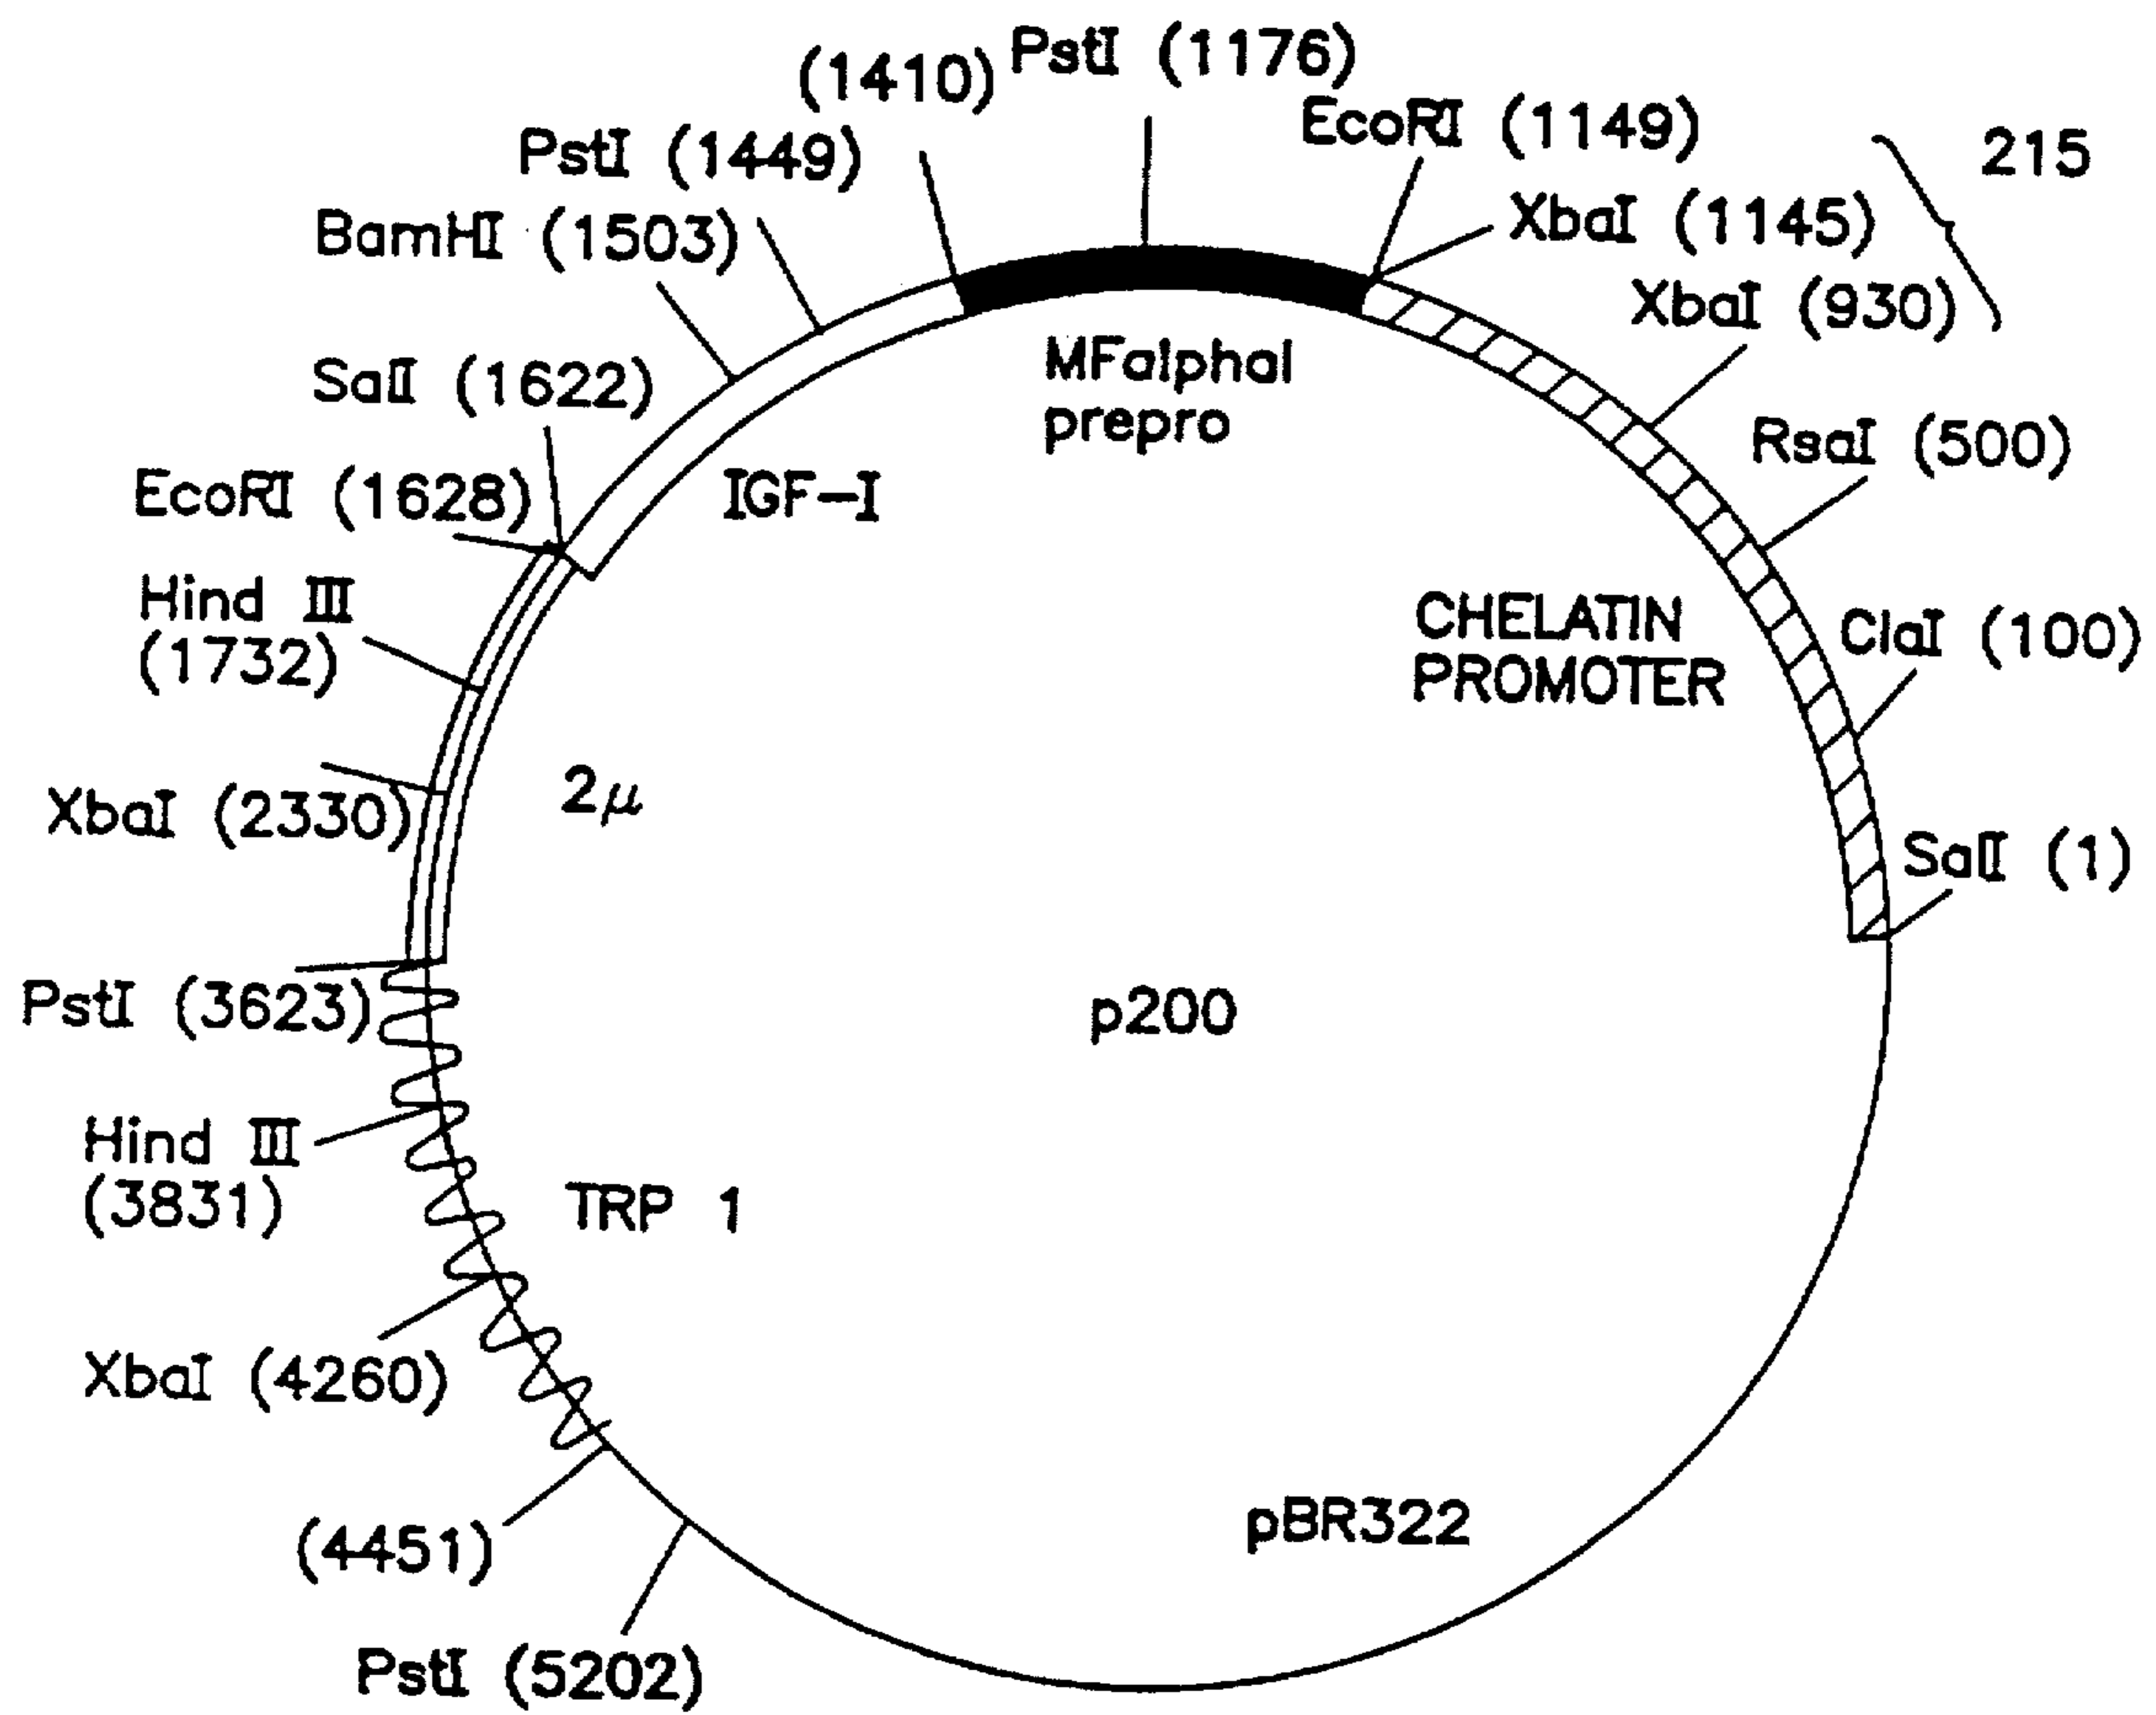 (1410)
PstI (1176)
PstI (1449)
EcoRI (1149)
215
BamHI (1503)
XbaI (1145)
XbaI (930)
SalI (1622)
MFalphaI
prepro
RsaI (500)
EcoRI (1628)
IGF-I
Hind III
(1732)
CHELATIN
PROMOTER
ClaI (100)
XbaI (2330)
2μ
SalI (1)
PstI (3623)
p200
Hind III
(3831)
TRP 1
XbaI (4260)
(4451)
pBR322
PstI (5202)